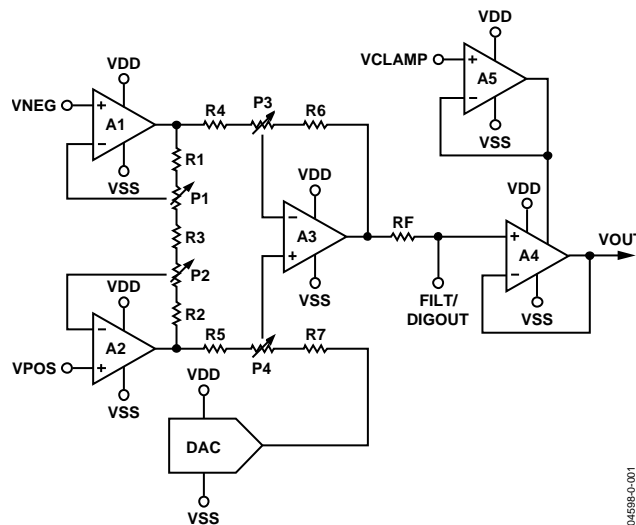 VDD
VCLAMP
+
A5
−
VSS
VDD
VNEG
+
A1
−
VSS
R4
P3
R6
R1
P1
R3
P2
R2
VDD
−
A3
+
VSS
RF
FILT/
DIGOUT
VDD
+
A4
−
VSS
VOUT
VDD
−
A2
VPOS
+
VSS
R5
P4
R7
VDD
DAC
VSS
04598-0-001